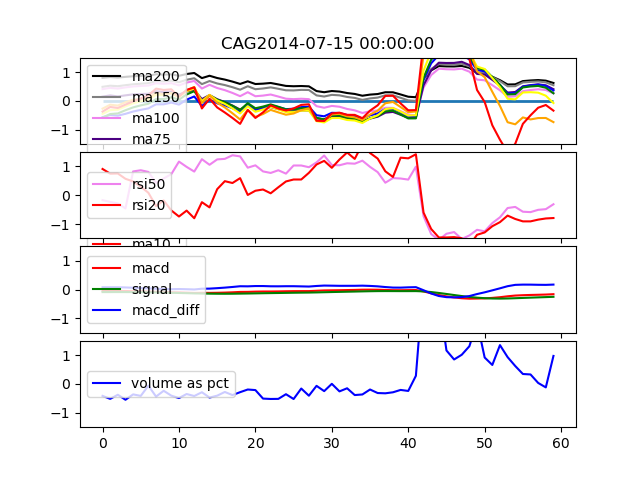 CAG2014-07-15 00:00:00
1
0
−1
ma200
ma150
ma100
ma75
1
0
−1
rsi50
rsi20
ma10
1
0
−1
macd
signal
macd_diff
1
0
−1
volume as pct
0 10 20 30 40 50 60